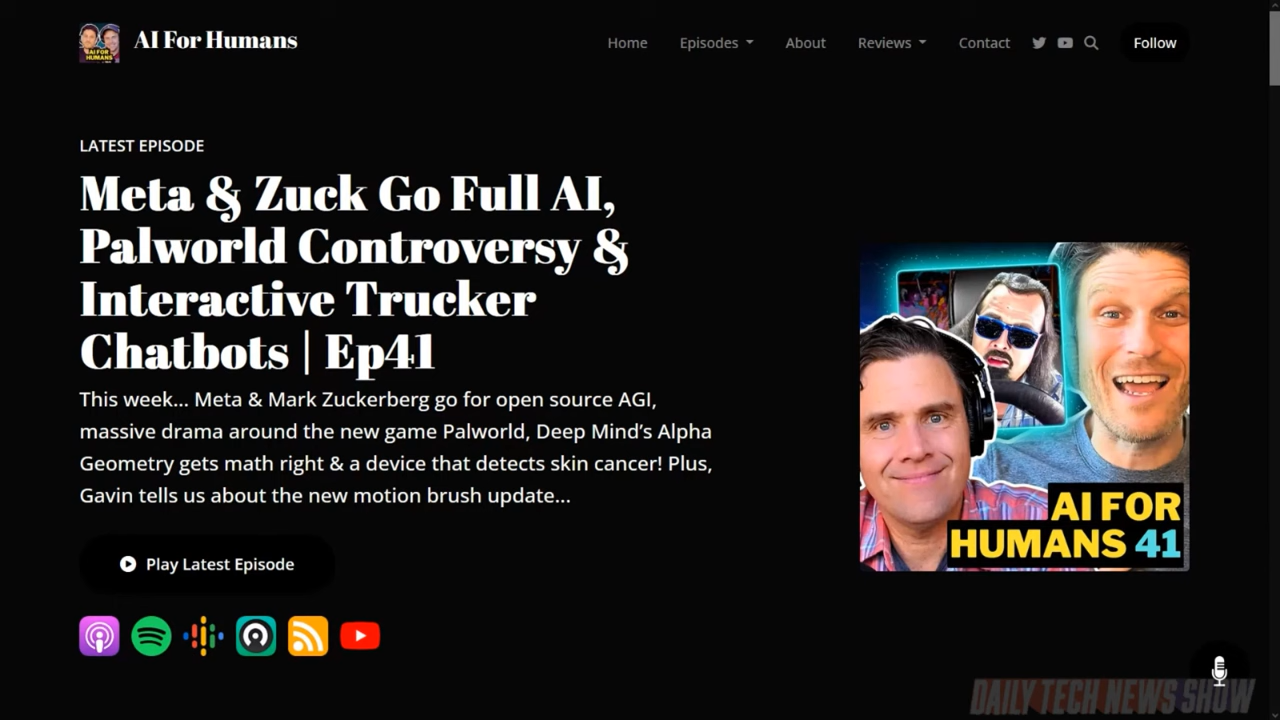 AI For Humans
Home Episodes About Reviews Contact Follow
LATEST EPISODE
Meta & Zuck Go Full AI,
Palworld Controversy &
Interactive Trucker
Chatbots | Ep41
This week... Meta & Mark Zuckerberg go for open source AGI,
massive drama around the new game Palworld, Deep Mind’s Alpha
Geometry gets math right & a device that detects skin cancer! Plus,
Gavin tells us about the new motion brush update...
Play Latest Episode
AI FOR
HUMANS 41
DAILY TECH NEWS SHOW